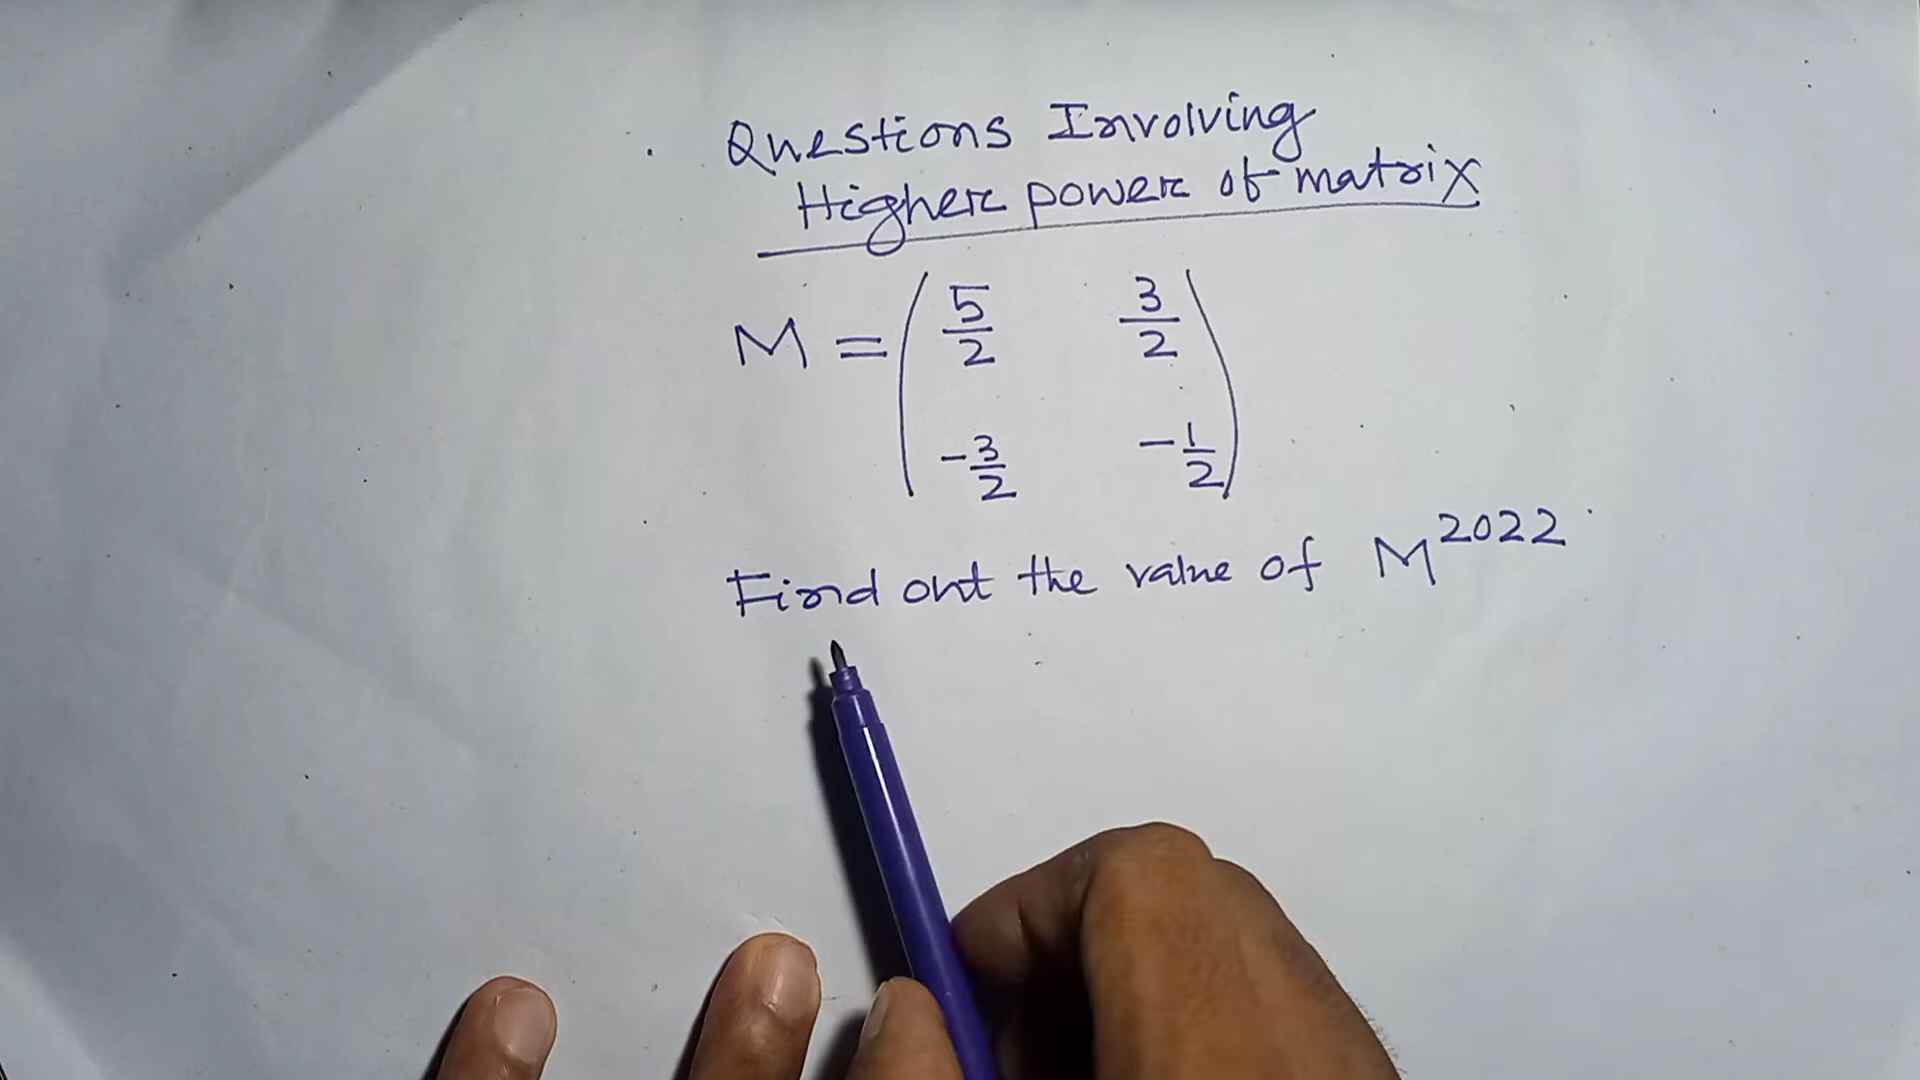 Questions Involving
Higher power of matrix
M = ( 5/2 3/2
-3/2 -1/2 )
Find out the value of M^2022.